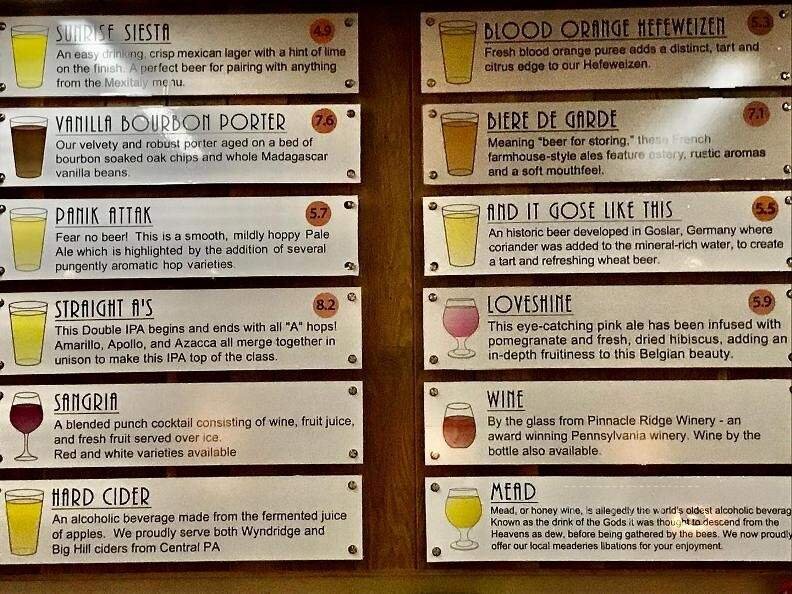 SUNRISE SIESTA 4.9
An easy drinking, crisp mexican lager with a hint of lime
on the finish. A perfect beer for pairing with anything
from the Mexitaly menu.
VANILLA BOURBON PORTER 7.6
Our velvety and robust porter aged on a bed of
bourbon soaked oak chips and whole Madagascar
vanilla beans.
PANIK ATTAK 5.7
Fear no beer! This is a smooth, mildly hoppy Pale
Ale which is highlighted by the addition of several
pungently aromatic hop varieties.
STRAIGHT A'S 8.2
This Double IPA begins and ends with all "A" hops!
Amarillo, Apollo, and Azacca all merge together in
unison to make this IPA top of the class.
SANGRIA
A blended punch cocktail consisting of wine, fruit juice,
and fresh fruit served over ice.
Red and white varieties available
HARD CIDER
An alcoholic beverage made from the fermented juice
of apples. We proudly serve both Wyndridge and
Big Hill ciders from Central PA
BLOOD ORANGE HEFEWEIZEN 5.3
Fresh blood orange puree adds a distinct, tart and
citrus edge to our Hefeweizen.
BIERE DE GARDE 7.1
Meaning "beer for storing," these French
farmhouse-style ales feature estery, rustic aromas
and a soft mouthfeel.
AND IT GOSE LIKE THIS 5.5
An historic beer developed in Goslar, Germany where
coriander was added to the mineral-rich water, to create
a tart and refreshing wheat beer.
LOVESHINE 5.9
This eye-catching pink ale has been infused with
pomegranate and fresh, dried hibiscus, adding an
in-depth fruitiness to this Belgian beauty.
WINE
By the glass from Pinnacle Ridge Winery - an
award winning Pennsylvania winery. Wine by the
bottle also available.
MEAD
Mead, or honey wine, is allegedly the world's oldest alcoholic beverag
Known as the drink of the Gods it was thought to descend from the
Heavens as dew, before being gathered by the bees. We now proudly
offer our local meaderies libations for your enjoyment.